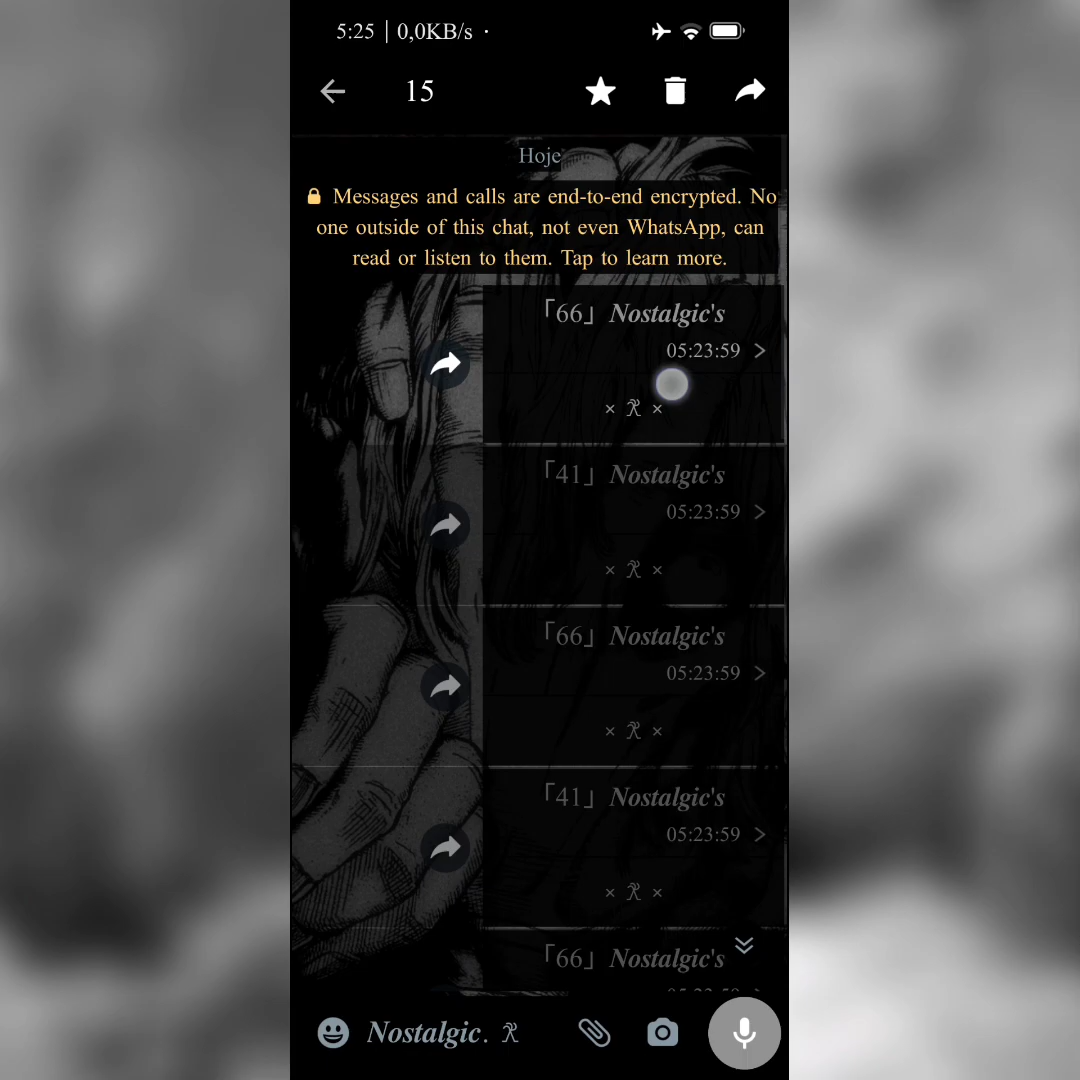 5:25 | 0,0KB/s ·
15
Hoje
Messages and calls are end-to-end encrypted. No
one outside of this chat, not even WhatsApp, can
read or listen to them. Tap to learn more.
「66」 Nostalgic's
05:23:59
× ×
「41」 Nostalgic's
05:23:59
× ×
「66」 Nostalgic's
05:23:59
× ×
「41」 Nostalgic's
05:23:59
× ×
「66」 Nostalgic's
Nostalgic.